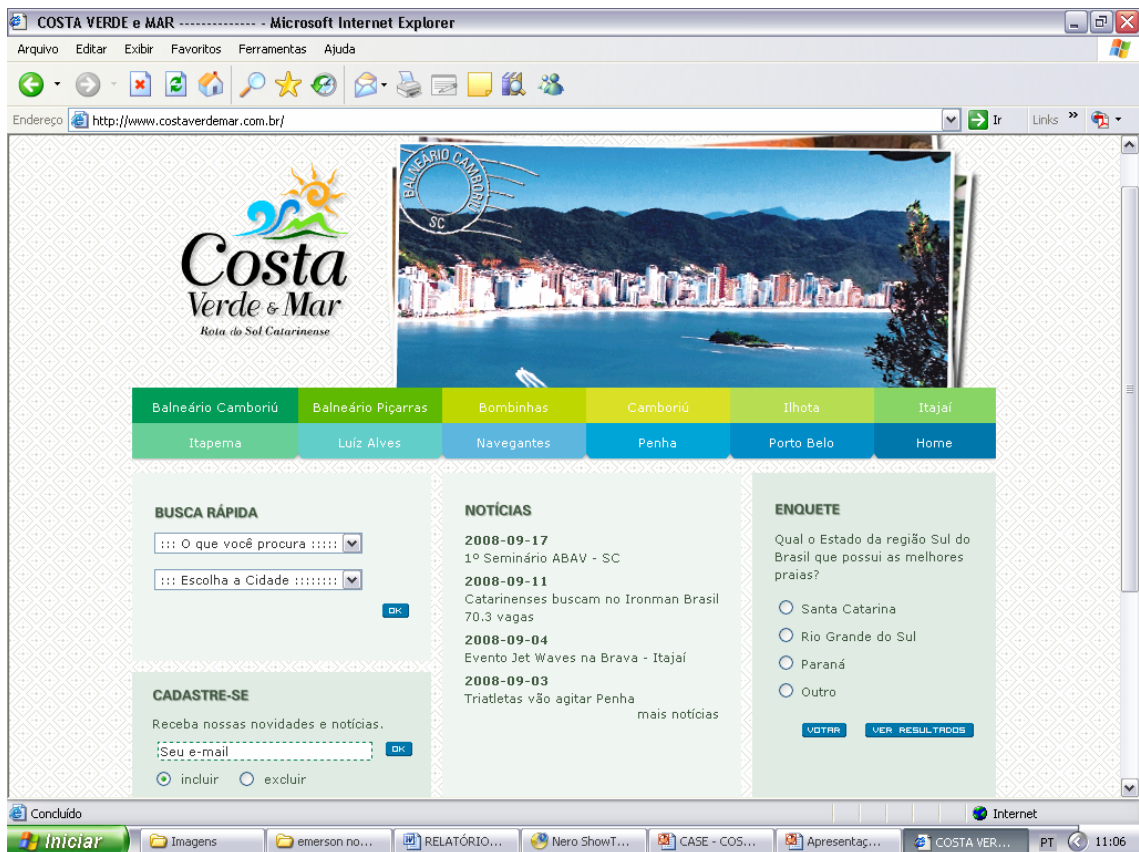 COSTA VERDE e MAR -------------- - Microsoft Internet Explorer
Arquivo Editar Exibir Favoritos Ferramentas Ajuda
Endereço http://www.costaverdemar.com.br/ Ir Links »
BALNEÁRIO CAMBORIÚ
SC
Costa
Verde & Mar
Rota do Sol Catarinense
Balneário Camboriú Balneário Piçarras Bombinhas Camboriú Ilhota Itajaí
Itapema Luíz Alves Navegantes Penha Porto Belo Home
BUSCA RÁPIDA
::: O que você procura :::::
::: Escolha a Cidade ::::::::
OK
CADASTRE-SE
Receba nossas novidades e notícias.
Seu e-mail OK
incluir excluir
NOTÍCIAS
2008-09-17
1º Seminário ABAV - SC
2008-09-11
Catarinenses buscam no Ironman Brasil
70.3 vagas
2008-09-04
Evento Jet Waves na Brava - Itajaí
2008-09-03
Triatletas vão agitar Penha
mais notícias
ENQUETE
Qual o Estado da região Sul do
Brasil que possui as melhores
praias?
Santa Catarina
Rio Grande do Sul
Paraná
Outro
VOTAR VER RESULTADOS
Concluído Internet
Iniciar Imagens emerson no... RELATÓRIO... Nero ShowT... CASE - COS... Apresentaç... COSTA VER... PT 11:06